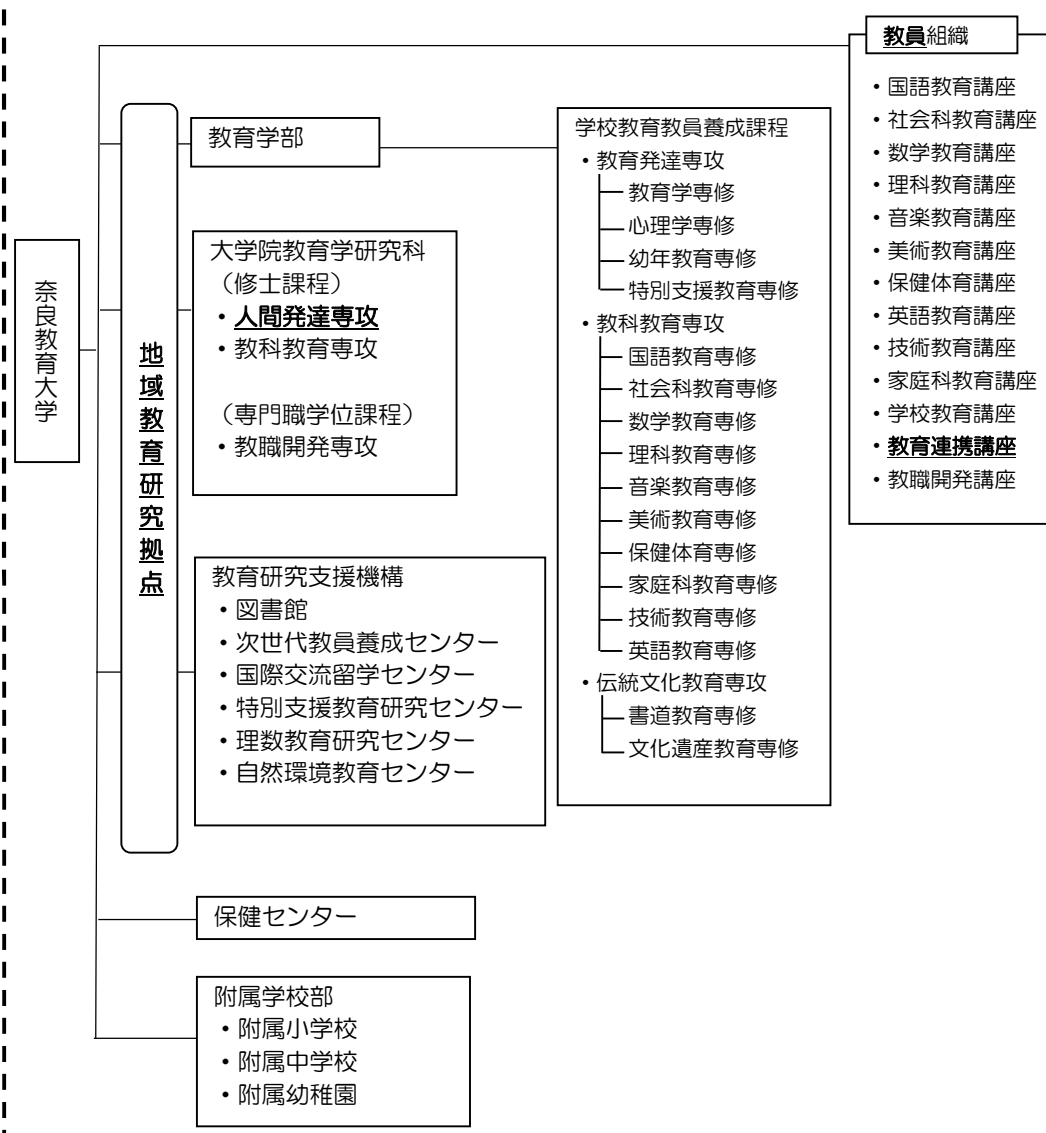 奈良教育大学
地域教育研究拠点
教育学部
大学院教育学研究科
（修士課程）
・人間発達専攻
・教科教育専攻
（専門職学位課程）
・教職開発専攻
教育研究支援機構
・図書館
・次世代教員養成センター
・国際交流留学センター
・特別支援教育研究センター
・理数教育研究センター
・自然環境教育センター
保健センター
附属学校部
・附属小学校
・附属中学校
・附属幼稚園
学校教育教員養成課程
・教育発達専攻
教育学専修
心理学専修
幼年教育専修
特別支援教育専修
・教科教育専攻
国語教育専修
社会科教育専修
数学教育専修
理科教育専修
音楽教育専修
美術教育専修
保健体育専修
家庭科教育専修
技術教育専修
英語教育専修
・伝統文化教育専攻
書道教育専修
文化遺産教育専修
教員組織
・国語教育講座
・社会科教育講座
・数学教育講座
・理科教育講座
・音楽教育講座
・美術教育講座
・保健体育講座
・英語教育講座
・技術教育講座
・家庭科教育講座
・学校教育講座
・教育連携講座
・教職開発講座